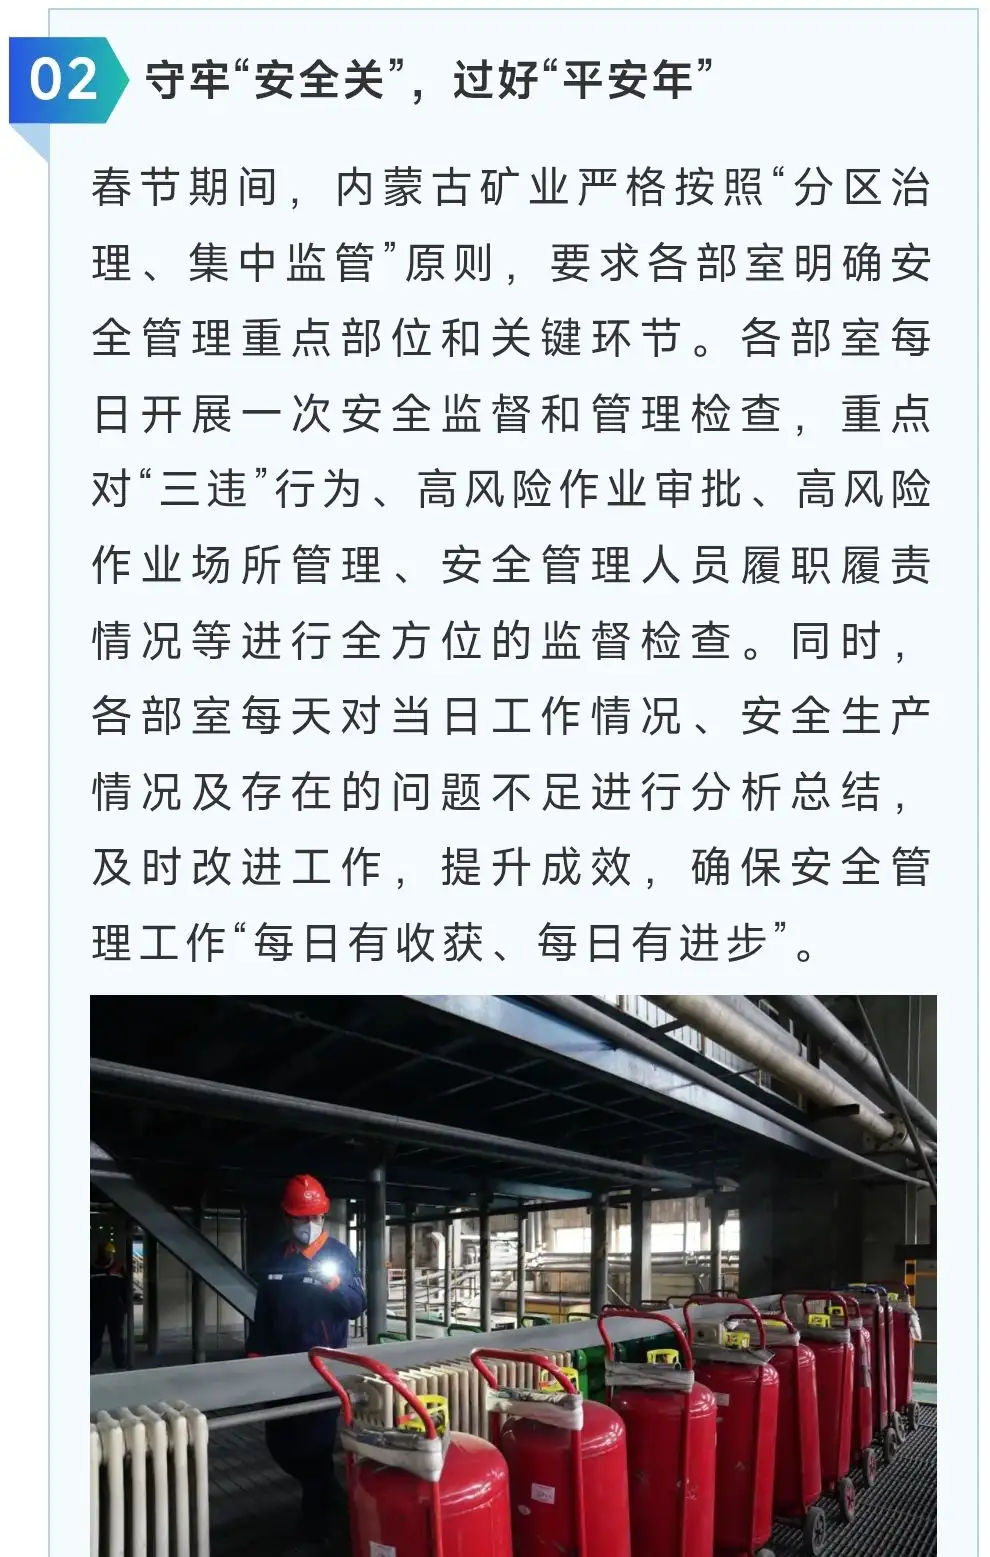 02 守牢“安全关”，过好“平安年”
春节期间，内蒙古矿业严格按照“分区治
理、集中监管”原则，要求各部室明确安
全管理重点部位和关键环节。各部室每
日开展一次安全监督和管理检查，重点
对“三违”行为、高风险作业审批、高风险
作业场所管理、安全管理人员履职履责
情况等进行全方位的监督检查。同时，
各部室每天对当日工作情况、安全生产
情况及存在的问题不足进行分析总结，
及时改进工作，提升成效，确保安全管
理工作“每日有收获、每日有进步”。